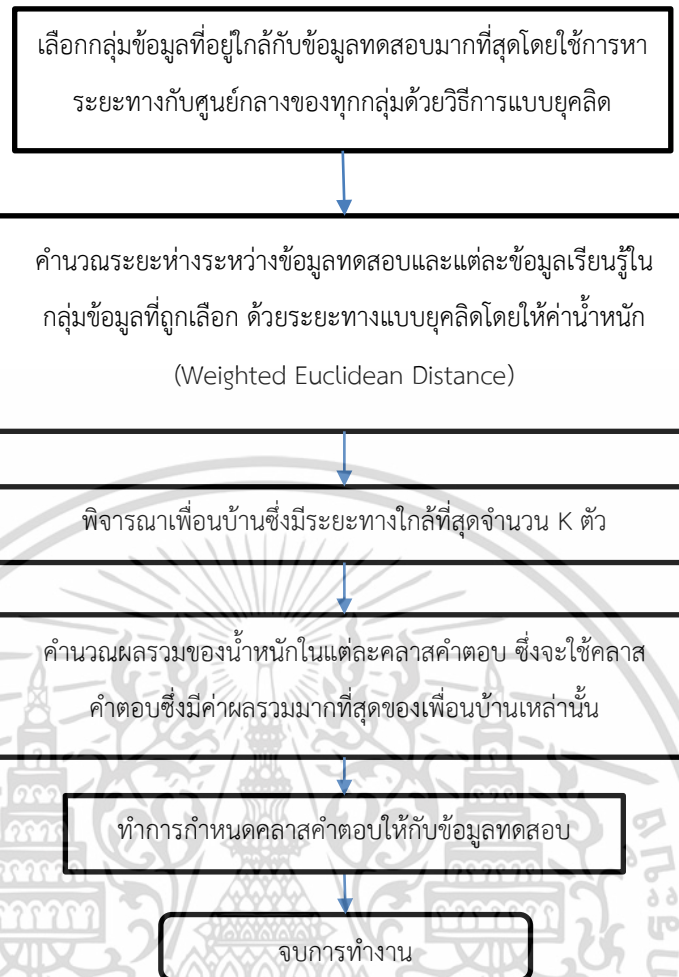 เลือกกลุ่มข้อมูลที่อยู่ใกล้กับข้อมูลทดสอบมากที่สุดโดยใช้การหา
ระยะทางกับศูนย์กลางของทุกกลุ่มด้วยวิธีการแบบยุคลิด
คำนวณระยะห่างระหว่างข้อมูลทดสอบและแต่ละข้อมูลเรียนรู้ใน
กลุ่มข้อมูลที่ถูกเลือก ด้วยระยะทางแบบยุคลิดโดยให้ค่าน้ำหนัก
(Weighted Euclidean Distance)
พิจารณาเพื่อนบ้านซึ่งมีระยะทางใกล้ที่สุดจำนวน K ตัว
คำนวณผลรวมของน้ำหนักในแต่ละคลาสคำตอบ ซึ่งจะใช้คลาส
คำตอบซึ่งมีค่าผลรวมมากที่สุดของเพื่อนบ้านเหล่านั้น
ทำการกำหนดคลาสคำตอบให้กับข้อมูลทดสอบ
จบการทำงาน